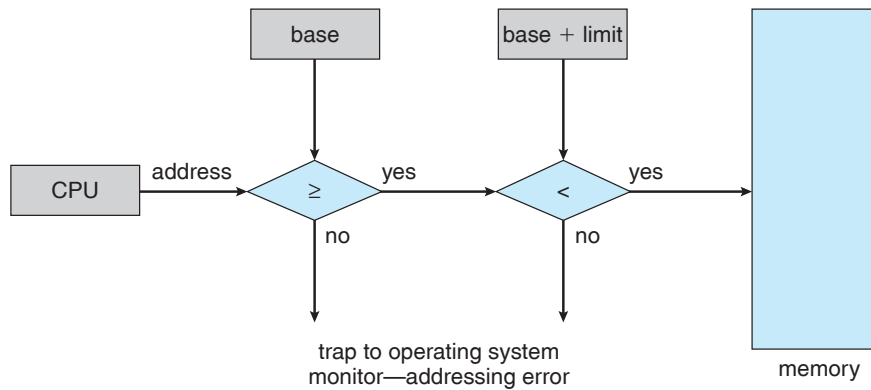 base
base + limit
CPU
address
≥
yes
<
yes
no
no
trap to operating system
monitor—addressing error
memory